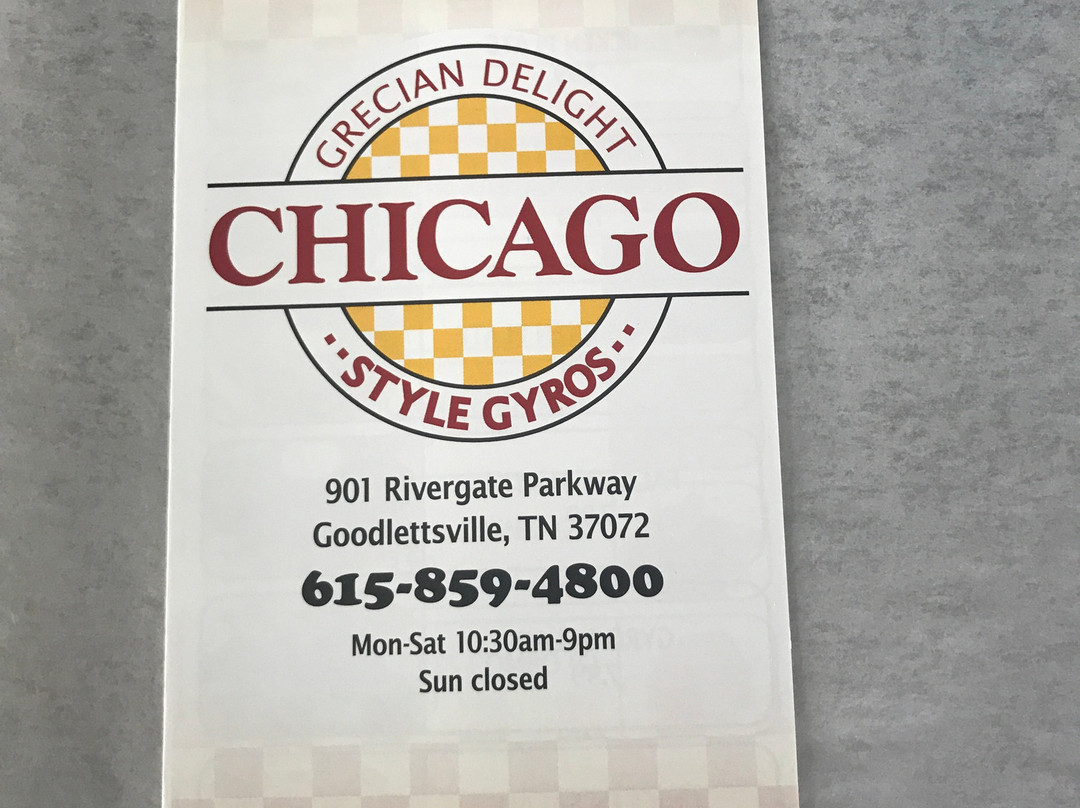 GRECIAN DELIGHT
CHICAGO
··STYLE GYROS··
901 Rivergate Parkway
Goodlettsville, TN 37072
615-859-4800
Mon-Sat 10:30am-9pm
Sun closed